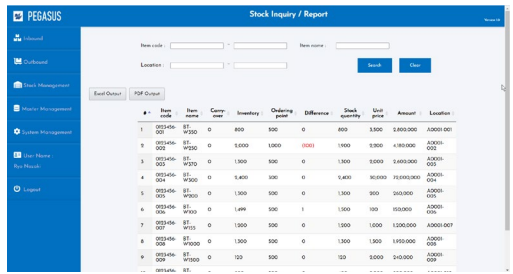 PEGASUS
Stock Inquiry / Report
Inbound
Outbound
Stock Management
Master Management
System Management
User Name :
Logout
Item code : ~ Item name :
Location : ~
Search Clear
Excel Output PDF Output
# Item code Item name Carry-over Inventory Ordering point Difference Stock quantity Unit price Amount Location
1 0123456-001 BT-W550 0 800 500 0 800 3,500 2,800,000 A0001-001
2 0123456-002 BT-W250 0 2,000 1,000 (100) 1,900 2,200 4,180,000 A0001-002
3 0123456-003 BT-W370 0 1,300 500 0 1,300 2,000 2,600,000 A0001-003
4 0123456-004 BT-W500 0 2,400 500 0 2,400 30,000 72,000,000 A0001-004
5 0123456-005 BT-W200 0 1,300 500 0 1,300 200 260,000 A0001-005
6 0123456-006 BT-W100 0 1,499 500 1 1,500 100 150,000 A0001-006
7 0123456-007 BT-W155 0 1,200 500 0 1,200 1,000 1,200,000 A0001-007
8 0123456-008 BT-W1000 0 1,300 500 0 1,300 1,500 1,950,000 A0001-008
9 0123456-009 BT-W1500 0 120 500 0 120 2,000 240,000 A0001-009